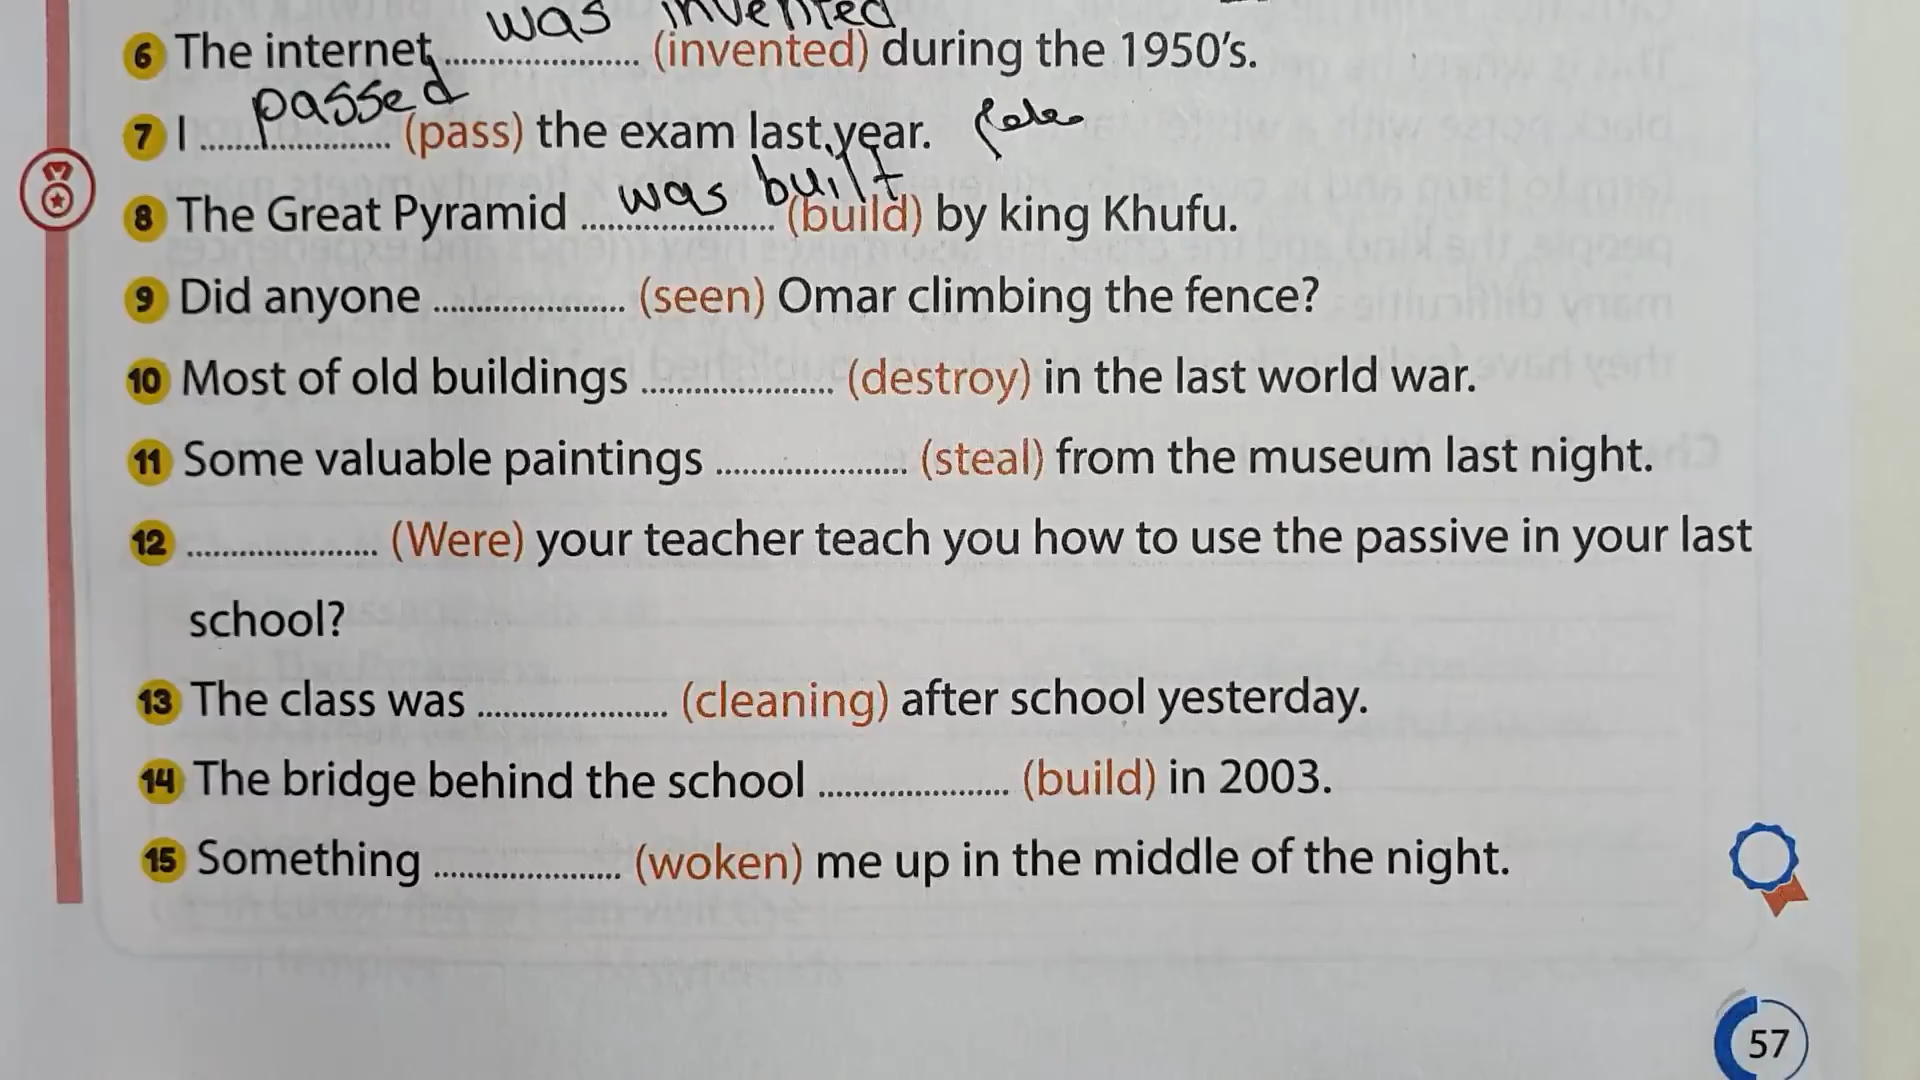 was invented
6 The internet .................... (invented) during the 1950's.
passed
7 I .................... (pass) the exam last year.
was built
8 The Great Pyramid .................... (build) by king Khufu.
9 Did anyone .................... (seen) Omar climbing the fence?
10 Most of old buildings .................... (destroy) in the last world war.
11 Some valuable paintings .................... (steal) from the museum last night.
12 .................... (Were) your teacher teach you how to use the passive in your last
school?
13 The class was .................... (cleaning) after school yesterday.
14 The bridge behind the school .................... (build) in 2003.
15 Something .................... (woken) me up in the middle of the night.
57